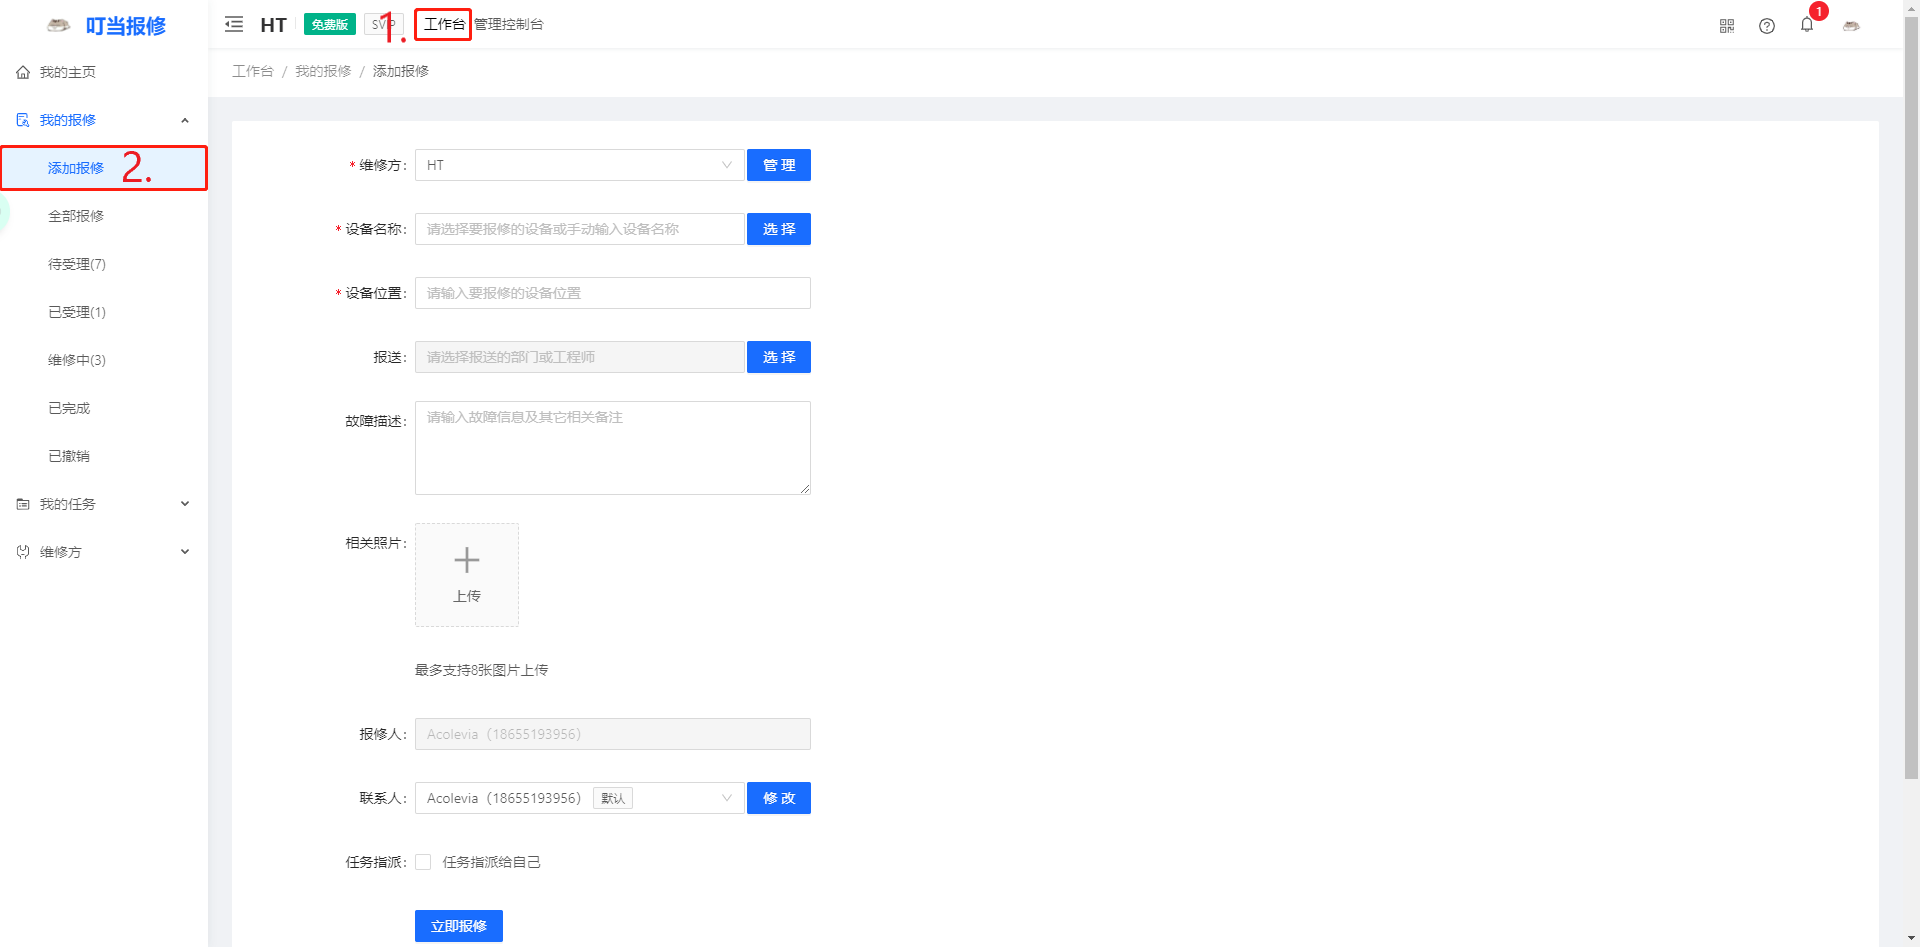 叮当报修
HT 免费版 SVIP 1. 工作台 管理控制台
1
工作台 / 我的报修 / 添加报修
我的主页
我的报修
添加报修 2.
全部报修
待受理(7)
已受理(1)
维修中(3)
已完成
已撤销
我的任务
维修方
* 维修方: HT 管 理
* 设备名称: 请选择要报修的设备或手动输入设备名称 选 择
* 设备位置: 请输入要报修的设备位置
报送: 请选择报送的部门或工程师 选 择
故障描述: 请输入故障信息及其它相关备注
相关照片:
上传
最多支持8张图片上传
报修人: Acolevia（18655193956）
联系人: Acolevia（18655193956） 默认 修 改
任务指派: 任务指派给自己
立即报修